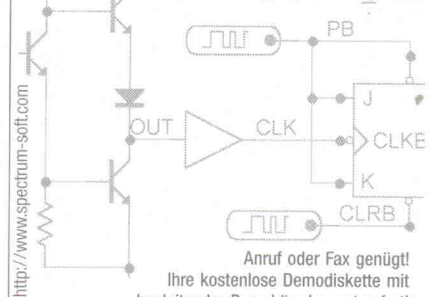 PB
J
OUT
CLK
CLKB
K
CLRB
http://www.spectrum-soft.com
Anruf oder Fax genügt!
Ihre kostenlose Demodiskette mit